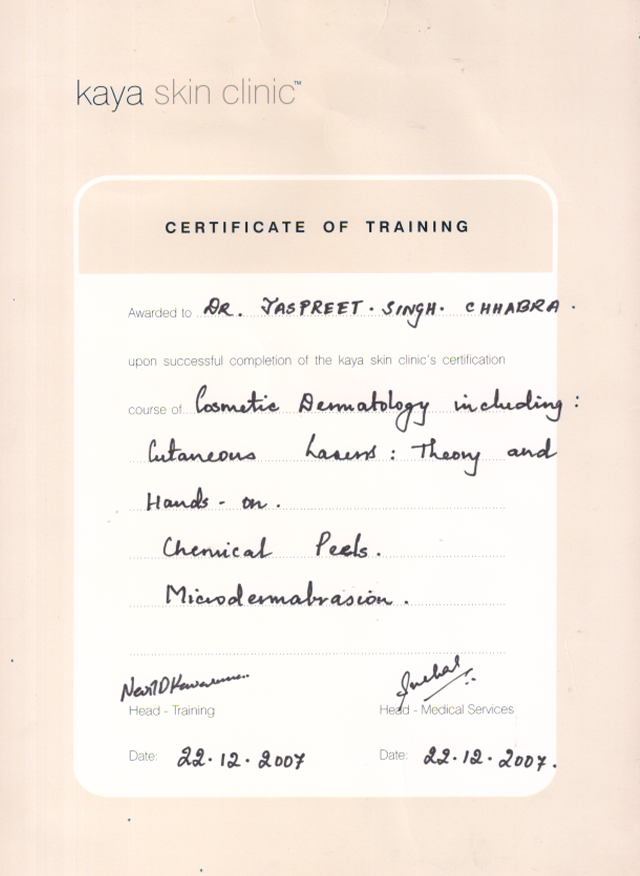 kaya skin clinic™
CERTIFICATE OF TRAINING
Awarded to DR. JASPREET. SINGH. CHHABRA.
upon successful completion of the kaya skin clinic's certification
course of Cosmetic Dermatology including:
Cutaneous Lasers: Theory and
Hands-on.
Chemical Peels.
Microdermabrasion.
Head - Training Head - Medical Services
Date: 22.12.2007 Date: 22.12.2007.